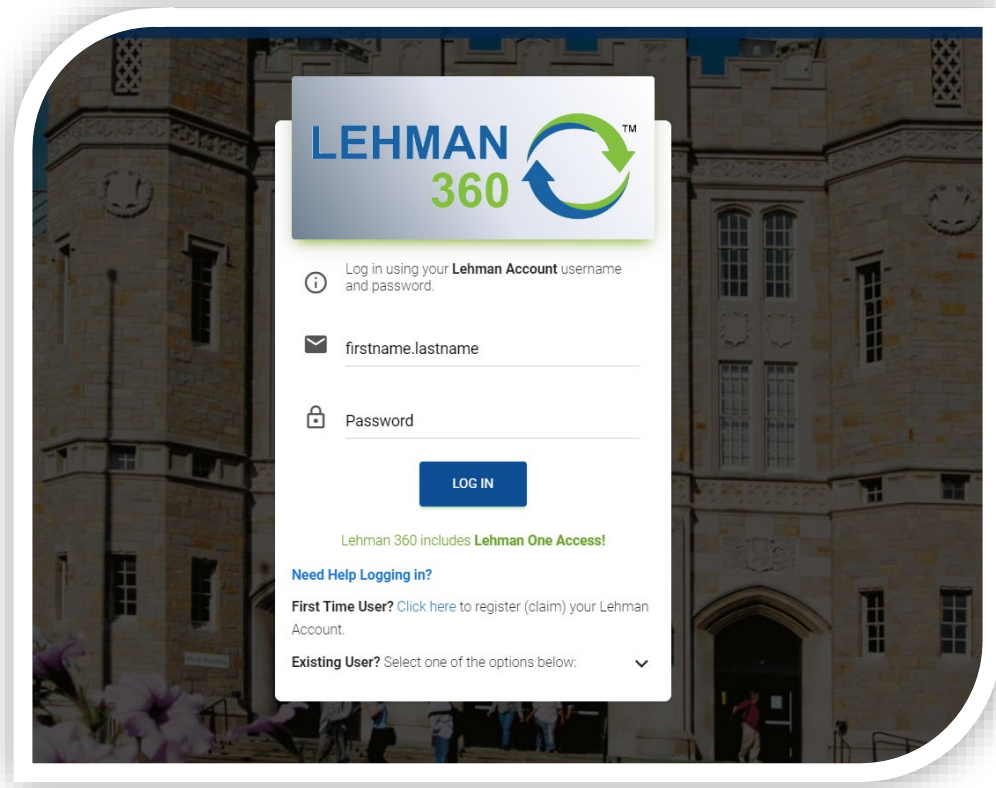 LEHMAN
360
TM
Log in using your Lehman Account username
and password.
firstname.lastname
Password
LOG IN
Lehman 360 includes Lehman One Access!
Need Help Logging in?
First Time User? Click here to register (claim) your Lehman
Account.
Existing User? Select one of the options below: